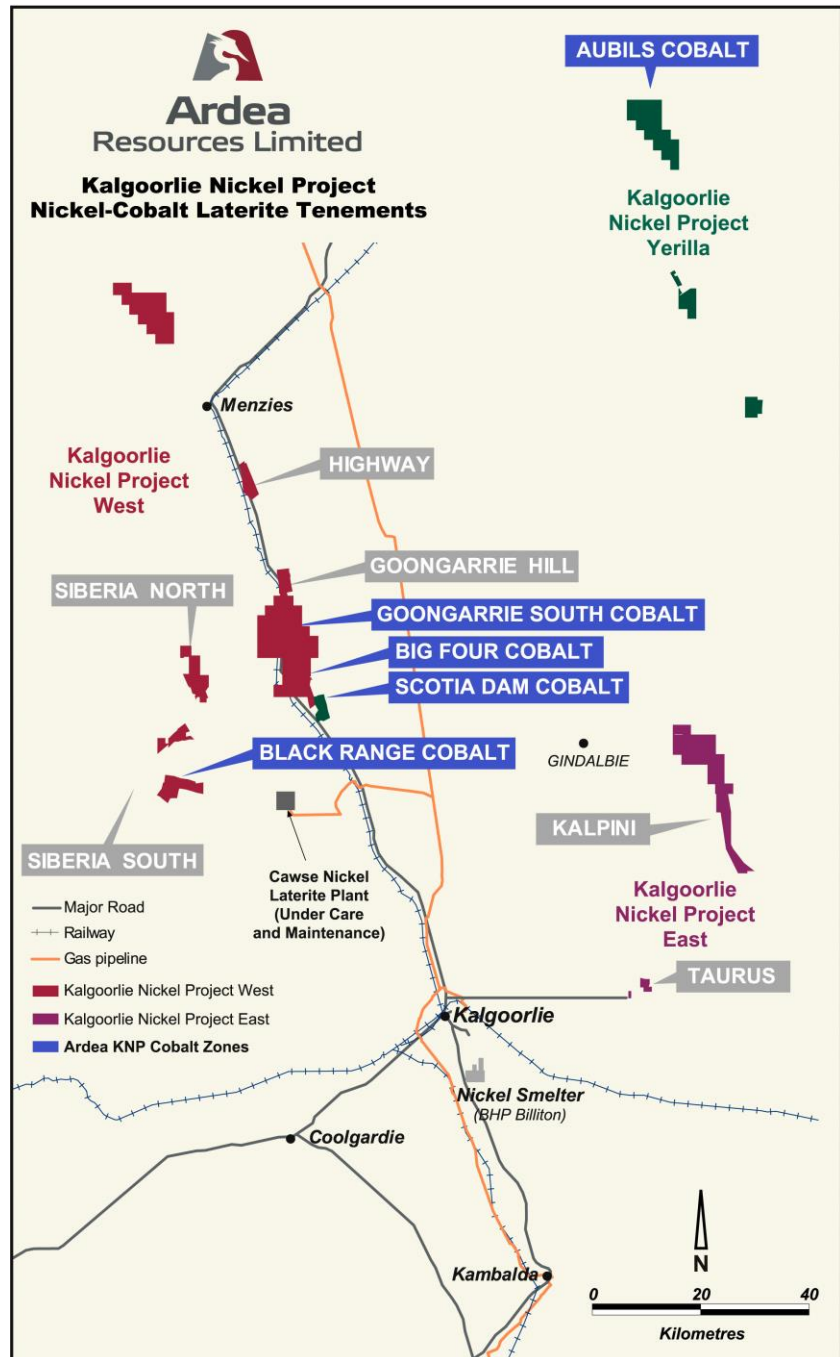 Ardea
Resources Limited
Kalgoorlie Nickel Project
Nickel-Cobalt Laterite Tenements
AUBILS COBALT
Kalgoorlie
Nickel Project
Yerilla
Menzies
Kalgoorlie
Nickel Project
West
HIGHWAY
GOONGARRIE HILL
SIBERIA NORTH
GOONGARRIE SOUTH COBALT
BIG FOUR COBALT
SCOTIA DAM COBALT
BLACK RANGE COBALT
GINDALBIE
KALPINI
SIBERIA SOUTH
Cawse Nickel
Laterite Plant
(Under Care
and Maintenance)
Kalgoorlie
Nickel Project
East
TAURUS
Major Road
Railway
Gas pipeline
Kalgoorlie Nickel Project West
Kalgoorlie Nickel Project East
Ardea KNP Cobalt Zones
Kalgoorlie
Nickel Smelter
(BHP Billiton)
Coolgardie
Kambalda
N
0 20 40
Kilometres